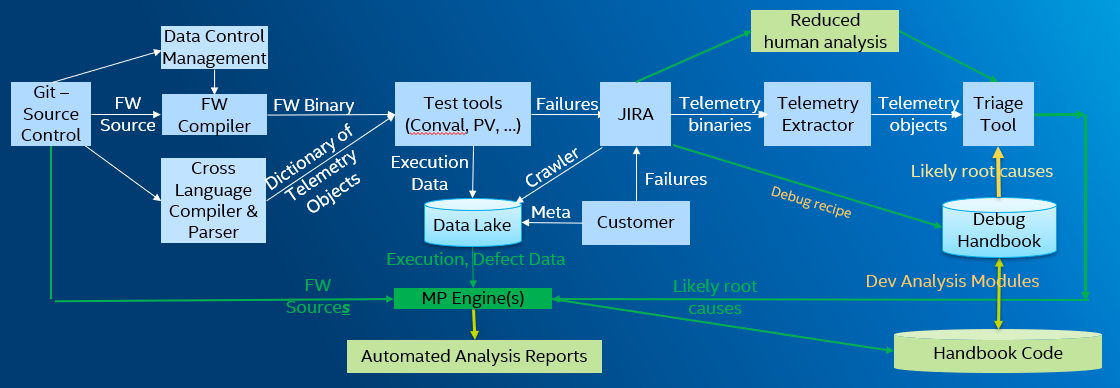 Reduced
human analysis
Data Control
Management
Git –
Source
Control
FW
Source
FW
Compiler
FW Binary
Test tools
(Conval, PV, …)
Failures
JIRA
Telemetry
binaries
Telemetry
Extractor
Telemetry
objects
Triage
Tool
Cross
Language
Compiler &
Parser
Dictionary of
Telemetry
Objects
Execution
Data
Crawler
Failures
Likely root causes
Debug recipe
Meta
Customer
Data Lake
Debug
Handbook
Execution, Defect Data
Dev Analysis Modules
FW
Sources
MP Engine(s)
Likely root
causes
Automated Analysis Reports
Handbook Code